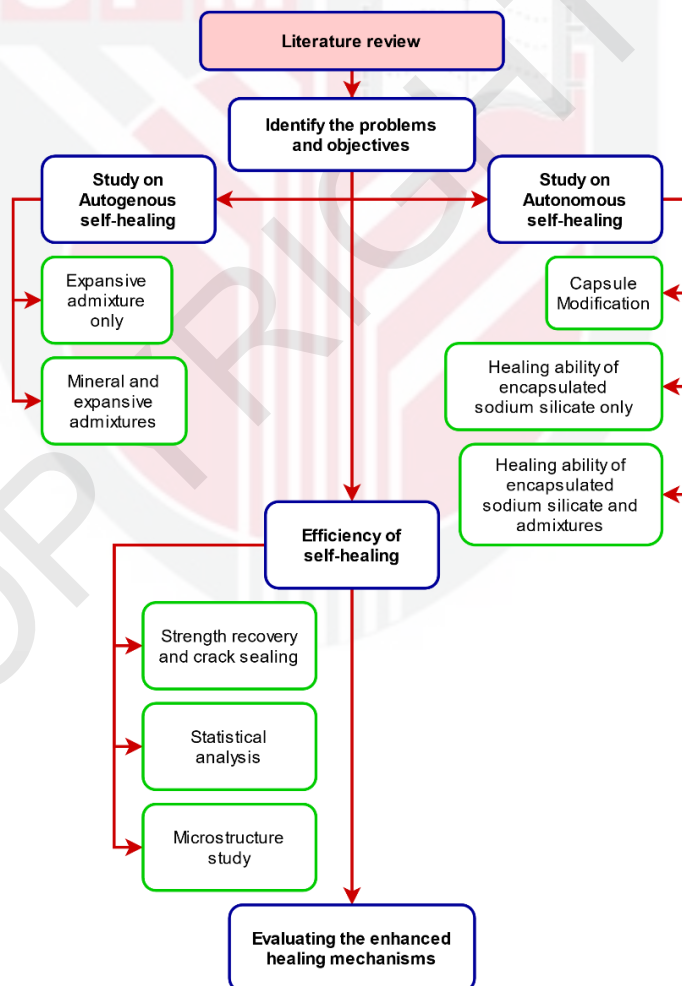 Literature review
Identify the problems
and objectives
Study on
Autogenous
self-healing
Study on
Autonomous
self-healing
Expansive
admixture
only
Mineral and
expansive
admixtures
Capsule
Modification
Healing ability of
encapsulated
sodium silicate only
Healing ability of
encapsulated
sodium silicate and
admixtures
Efficiency of
self-healing
Strength recovery
and crack sealing
Statistical
analysis
Microstructure
study
Evaluating the enhanced
healing mechanisms
OPYRIGHT